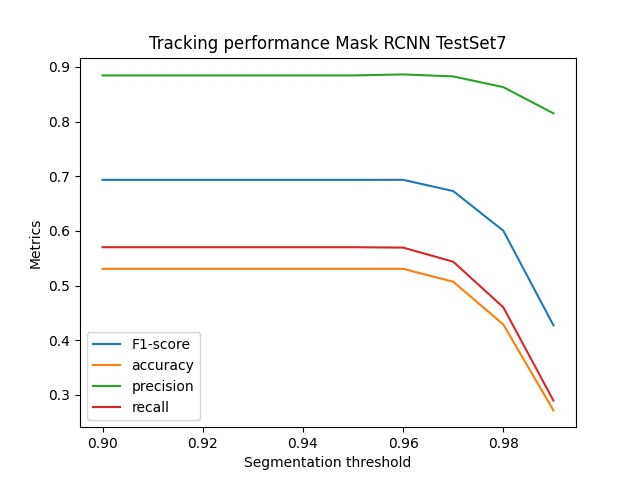 Tracking performance Mask RCNN TestSet7
0.9
0.8
0.7
0.6
0.5
0.4
0.3
Metrics
F1-score
accuracy
precision
recall
0.90 0.92 0.94 0.96 0.98
Segmentation threshold